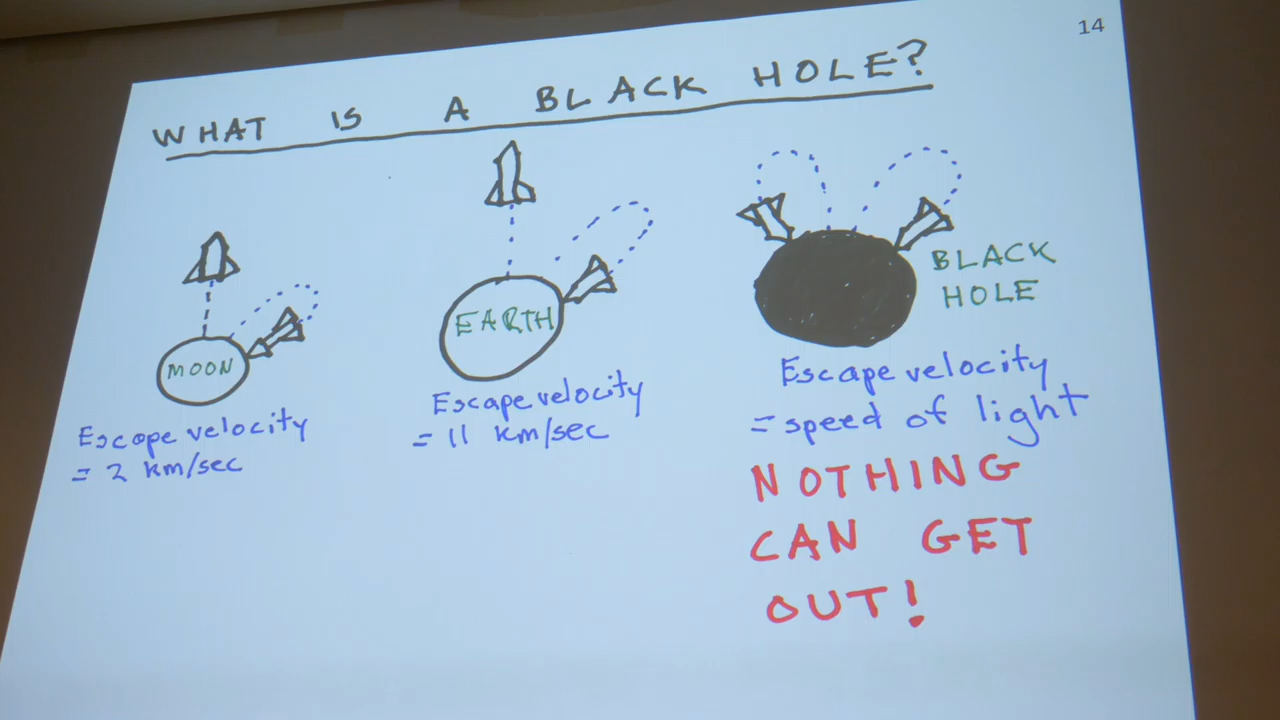 14
WHAT IS A BLACK HOLE?
MOON
Escape velocity
= 2 km/sec
EARTH
Escape velocity
= 11 km/sec
BLACK
HOLE
Escape velocity
= speed of light
NOTHING
CAN GET
OUT!